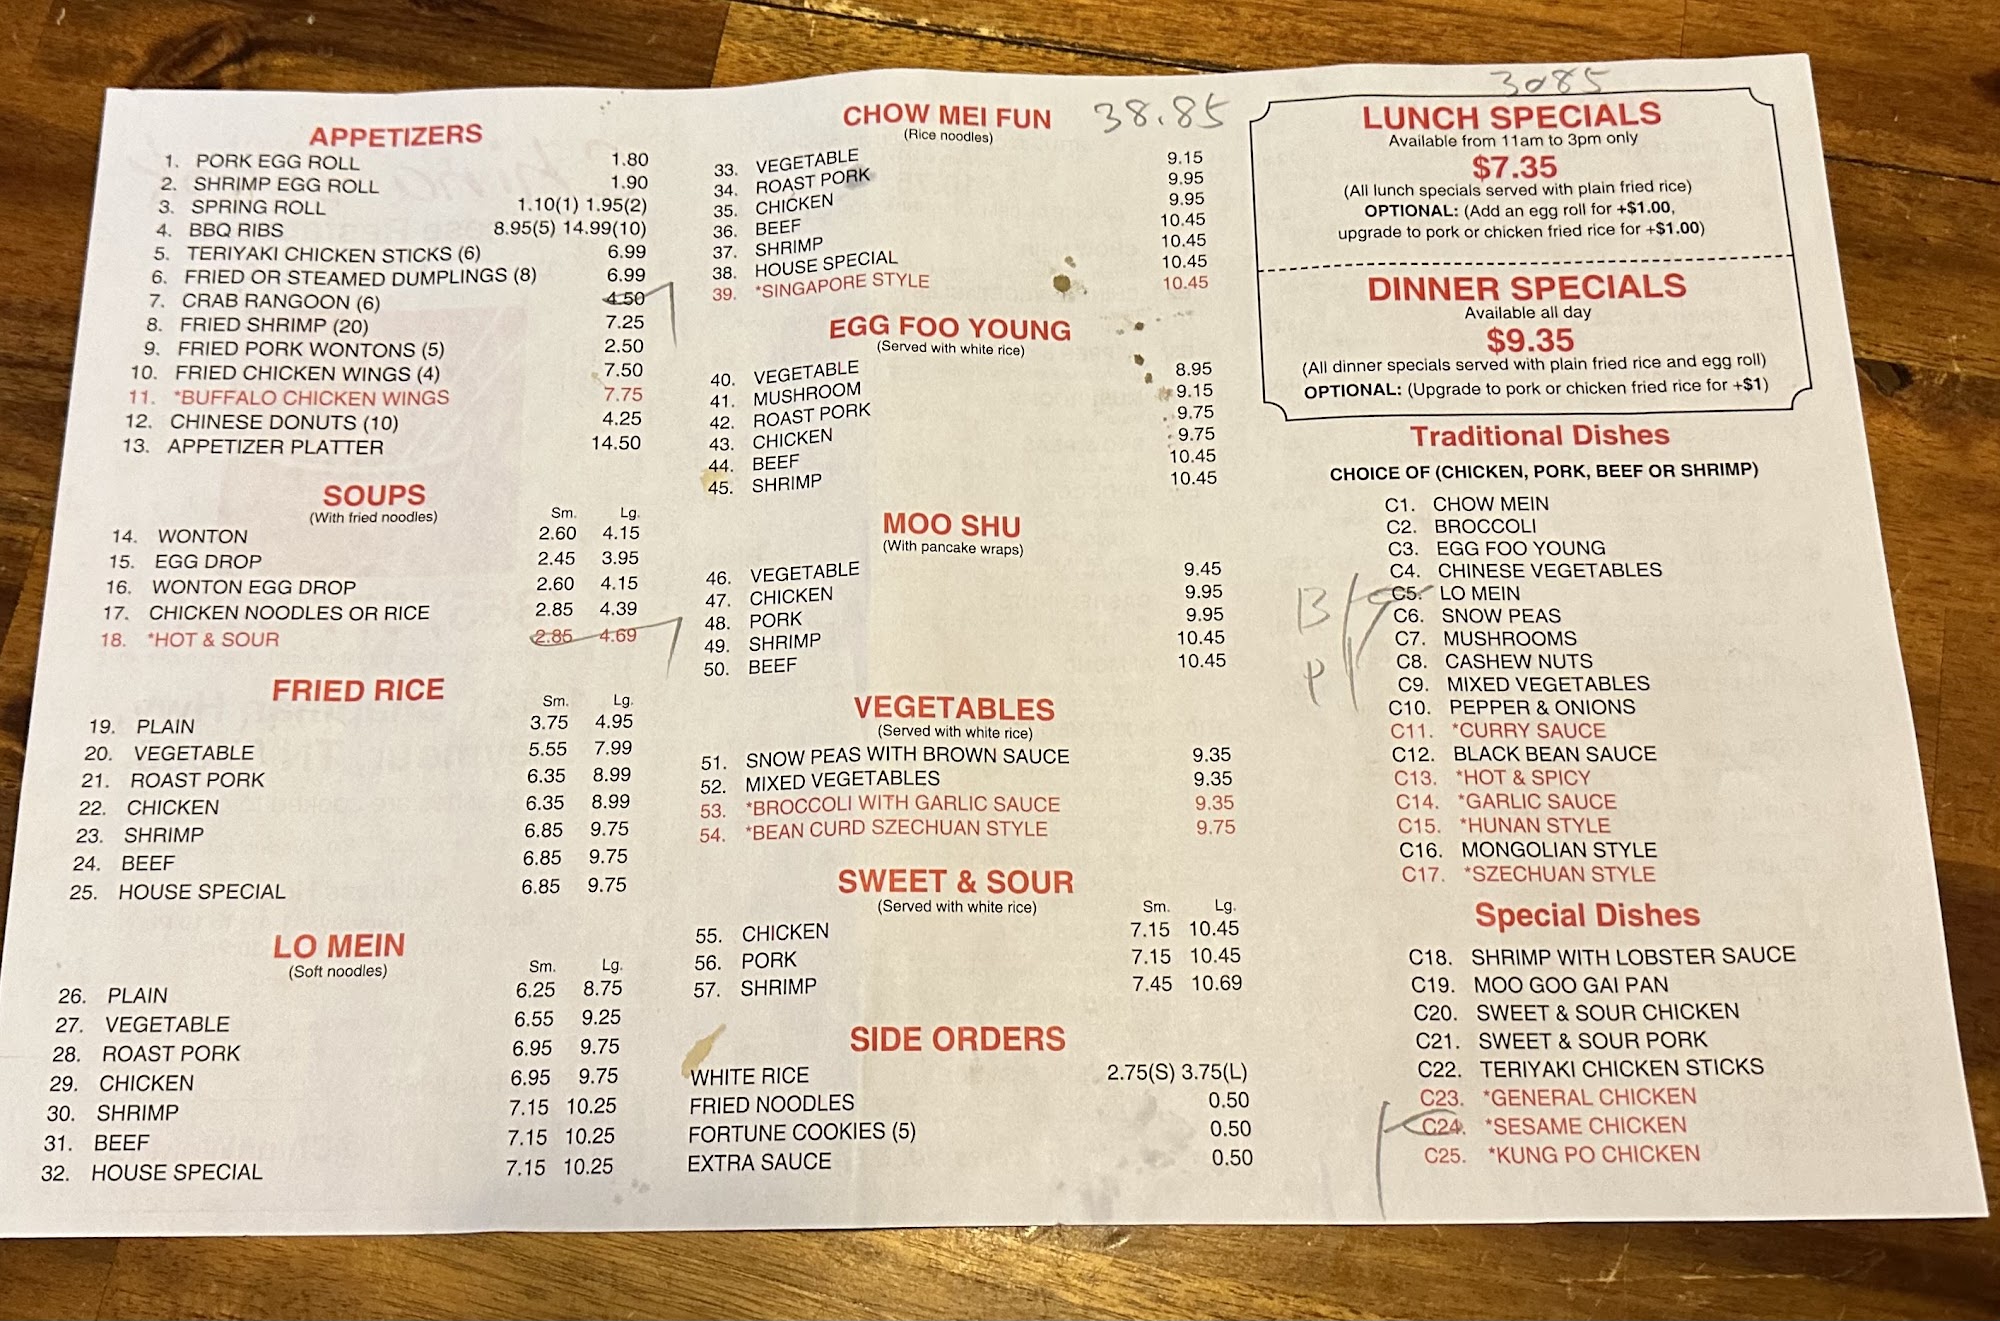 APPETIZERS
1. PORK EGG ROLL 1.80
2. SHRIMP EGG ROLL 1.90
3. SPRING ROLL 1.10(1) 1.95(2)
4. BBQ RIBS 8.95(5) 14.99(10)
5. TERIYAKI CHICKEN STICKS (6) 6.99
6. FRIED OR STEAMED DUMPLINGS (8) 6.99
7. CRAB RANGOON (6) 4.50
8. FRIED SHRIMP (20) 7.25
9. FRIED PORK WONTONS (5) 2.50
10. FRIED CHICKEN WINGS (4) 7.50
11. *BUFFALO CHICKEN WINGS 7.75
12. CHINESE DONUTS (10) 4.25
13. APPETIZER PLATTER 14.50
SOUPS
(With fried noodles) Sm. Lg.
14. WONTON 2.60 4.15
15. EGG DROP 2.45 3.95
16. WONTON EGG DROP 2.60 4.15
17. CHICKEN NOODLES OR RICE 2.85 4.39
18. *HOT & SOUR 2.85 4.69
FRIED RICE Sm. Lg.
19. PLAIN 3.75 4.95
20. VEGETABLE 5.55 7.99
21. ROAST PORK 6.35 8.99
22. CHICKEN 6.35 8.99
23. SHRIMP 6.85 9.75
24. BEEF 6.85 9.75
25. HOUSE SPECIAL 6.85 9.75
LO MEIN
(Soft noodles) Sm. Lg.
26. PLAIN 6.25 8.75
27. VEGETABLE 6.55 9.25
28. ROAST PORK 6.95 9.75
29. CHICKEN 6.95 9.75
30. SHRIMP 7.15 10.25
31. BEEF 7.15 10.25
32. HOUSE SPECIAL 7.15 10.25
CHOW MEI FUN 38.85
(Rice noodles)
33. VEGETABLE 9.15
34. ROAST PORK 9.95
35. CHICKEN 9.95
36. BEEF 10.45
37. SHRIMP 10.45
38. HOUSE SPECIAL 10.45
39. *SINGAPORE STYLE 10.45
EGG FOO YOUNG
(Served with white rice)
40. VEGETABLE 8.95
41. MUSHROOM 9.15
42. ROAST PORK 9.75
43. CHICKEN 9.75
44. BEEF 10.45
45. SHRIMP 10.45
MOO SHU
(With pancake wraps)
46. VEGETABLE 9.45
47. CHICKEN 9.95
48. PORK 9.95
49. SHRIMP 10.45
50. BEEF 10.45
VEGETABLES
(Served with white rice)
51. SNOW PEAS WITH BROWN SAUCE 9.35
52. MIXED VEGETABLES 9.35
53. *BROCCOLI WITH GARLIC SAUCE 9.35
54. *BEAN CURD SZECHUAN STYLE 9.75
SWEET & SOUR
(Served with white rice) Sm. Lg.
55. CHICKEN 7.15 10.45
56. PORK 7.15 10.45
57. SHRIMP 7.45 10.69
SIDE ORDERS
WHITE RICE 2.75(S) 3.75(L)
FRIED NOODLES 0.50
FORTUNE COOKIES (5) 0.50
EXTRA SAUCE 0.50
3085
LUNCH SPECIALS
Available from 11am to 3pm only
$7.35
(All lunch specials served with plain fried rice)
OPTIONAL: (Add an egg roll for +$1.00,
upgrade to pork or chicken fried rice for +$1.00)
DINNER SPECIALS
Available all day
$9.35
(All dinner specials served with plain fried rice and egg roll)
OPTIONAL: (Upgrade to pork or chicken fried rice for +$1)
Traditional Dishes
CHOICE OF (CHICKEN, PORK, BEEF OR SHRIMP)
C1. CHOW MEIN
C2. BROCCOLI
C3. EGG FOO YOUNG
C4. CHINESE VEGETABLES
B C5. LO MEIN
C6. SNOW PEAS
C7. MUSHROOMS
C8. CASHEW NUTS
P C9. MIXED VEGETABLES
C10. PEPPER & ONIONS
C11. *CURRY SAUCE
C12. BLACK BEAN SAUCE
C13. *HOT & SPICY
C14. *GARLIC SAUCE
C15. *HUNAN STYLE
C16. MONGOLIAN STYLE
C17. *SZECHUAN STYLE
Special Dishes
C18. SHRIMP WITH LOBSTER SAUCE
C19. MOO GOO GAI PAN
C20. SWEET & SOUR CHICKEN
C21. SWEET & SOUR PORK
C22. TERIYAKI CHICKEN STICKS
C23. *GENERAL CHICKEN
C24. *SESAME CHICKEN
C25. *KUNG PO CHICKEN